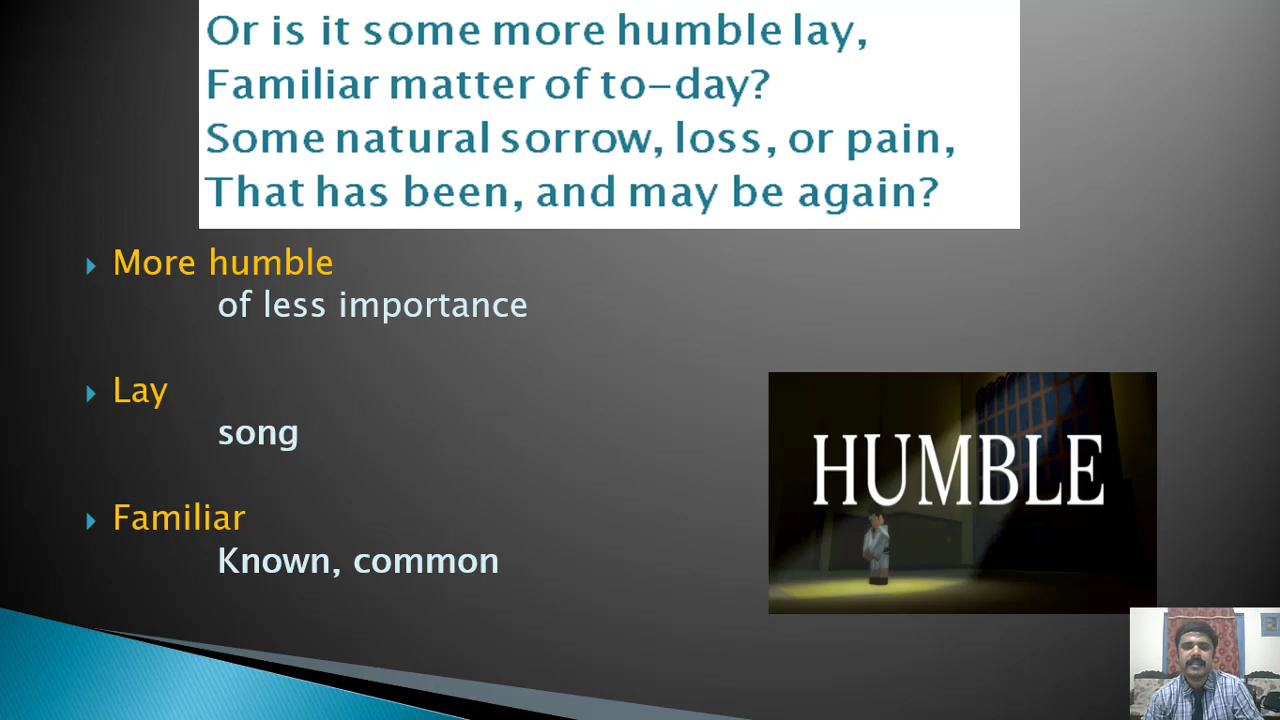 Or is it some more humble lay,
Familiar matter of to-day?
Some natural sorrow, loss, or pain,
That has been, and may be again?
More humble
of less importance
Lay
song
Familiar
Known, common
HUMBLE